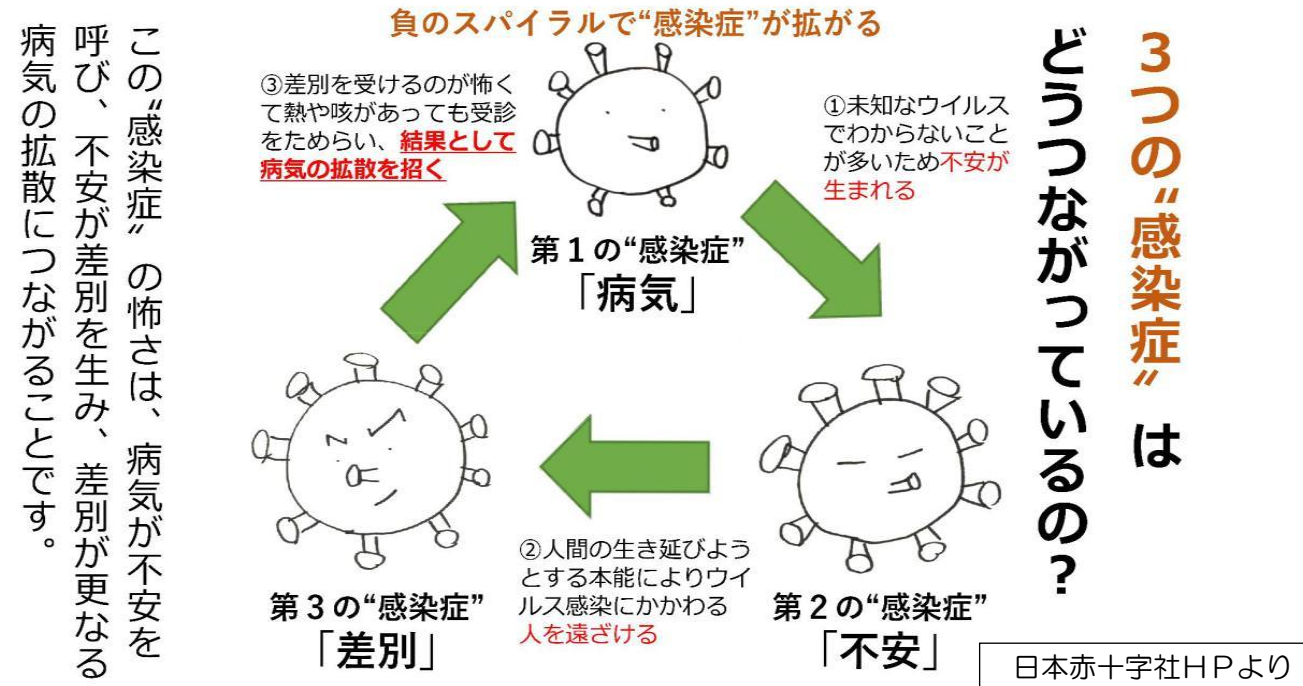 3つの“感染症”は
どうつながっているの?
負のスパイラルで“感染症”が拡がる
①未知なウイルス
でわからないこと
が多いため不安が
生まれる
第1の“感染症”
「病気」
②人間の生き延びよう
とする本能によりウイ
ルス感染にかかわる
人を遠ざける
第2の“感染症”
「不安」
③差別を受けるのが怖く
て熱や咳があっても受診
をためらい、結果として
病気の拡散を招く
第3の“感染症”
「差別」
この“感染症”の怖さは、病気が不安を
呼び、不安が差別を生み、差別が更なる
病気の拡散につながることです。
日本赤十字社HPより